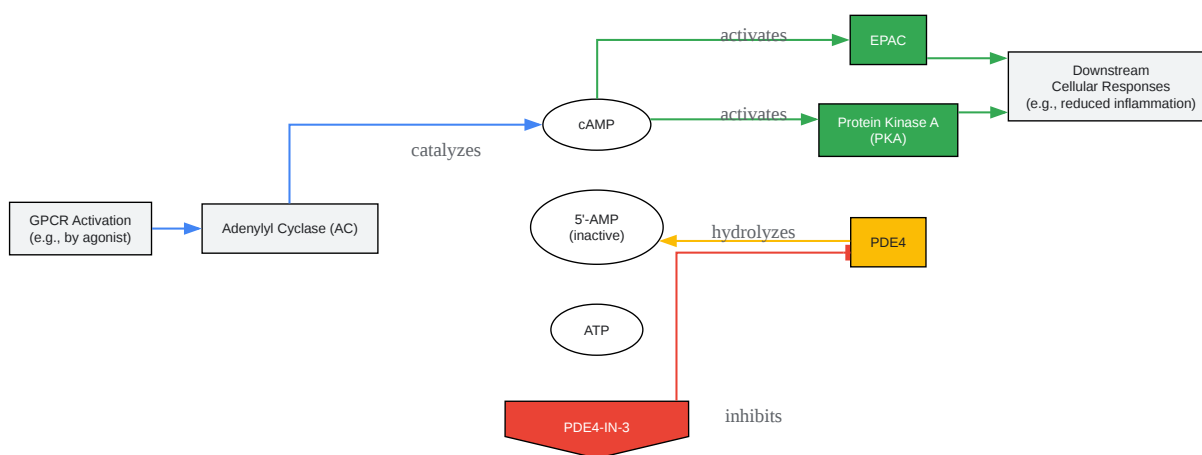 activates
EPAC
Downstream
Cellular Responses
(e.g., reduced inflammation)
cAMP
activates
Protein Kinase A
(PKA)
catalyzes
GPCR Activation
(e.g., by agonist)
Adenylyl Cyclase (AC)
5'-AMP
(inactive)
hydrolyzes
PDE4
ATP
PDE4-IN-3
inhibits